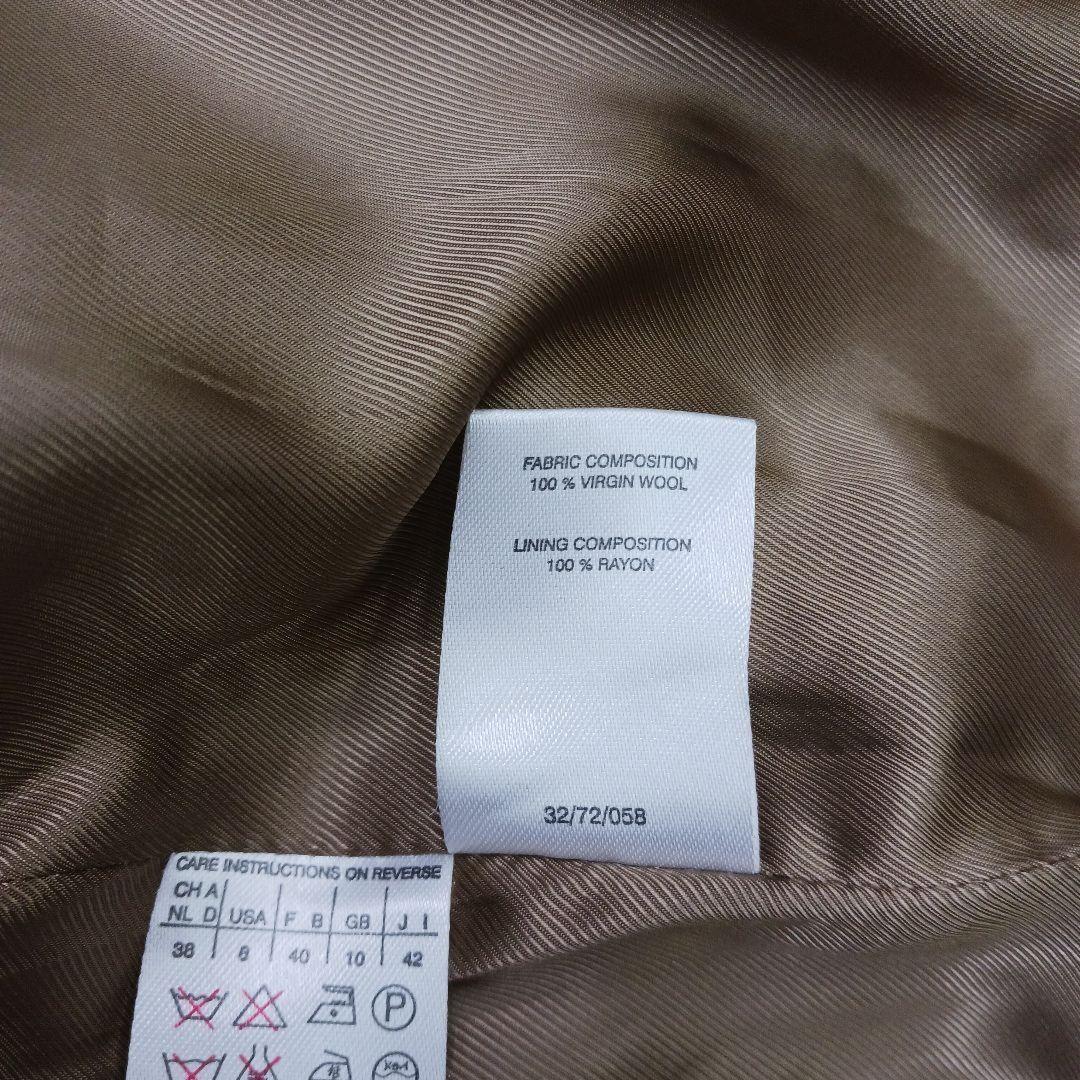 FABRIC COMPOSITION
100 % VIRGIN WOOL
LINING COMPOSITION
100 % RAYON
32/72/058
CARE INSTRUCTIONS ON REVERSE
CH A
NL D USA F B GB J I
38 8 40 10 42
P